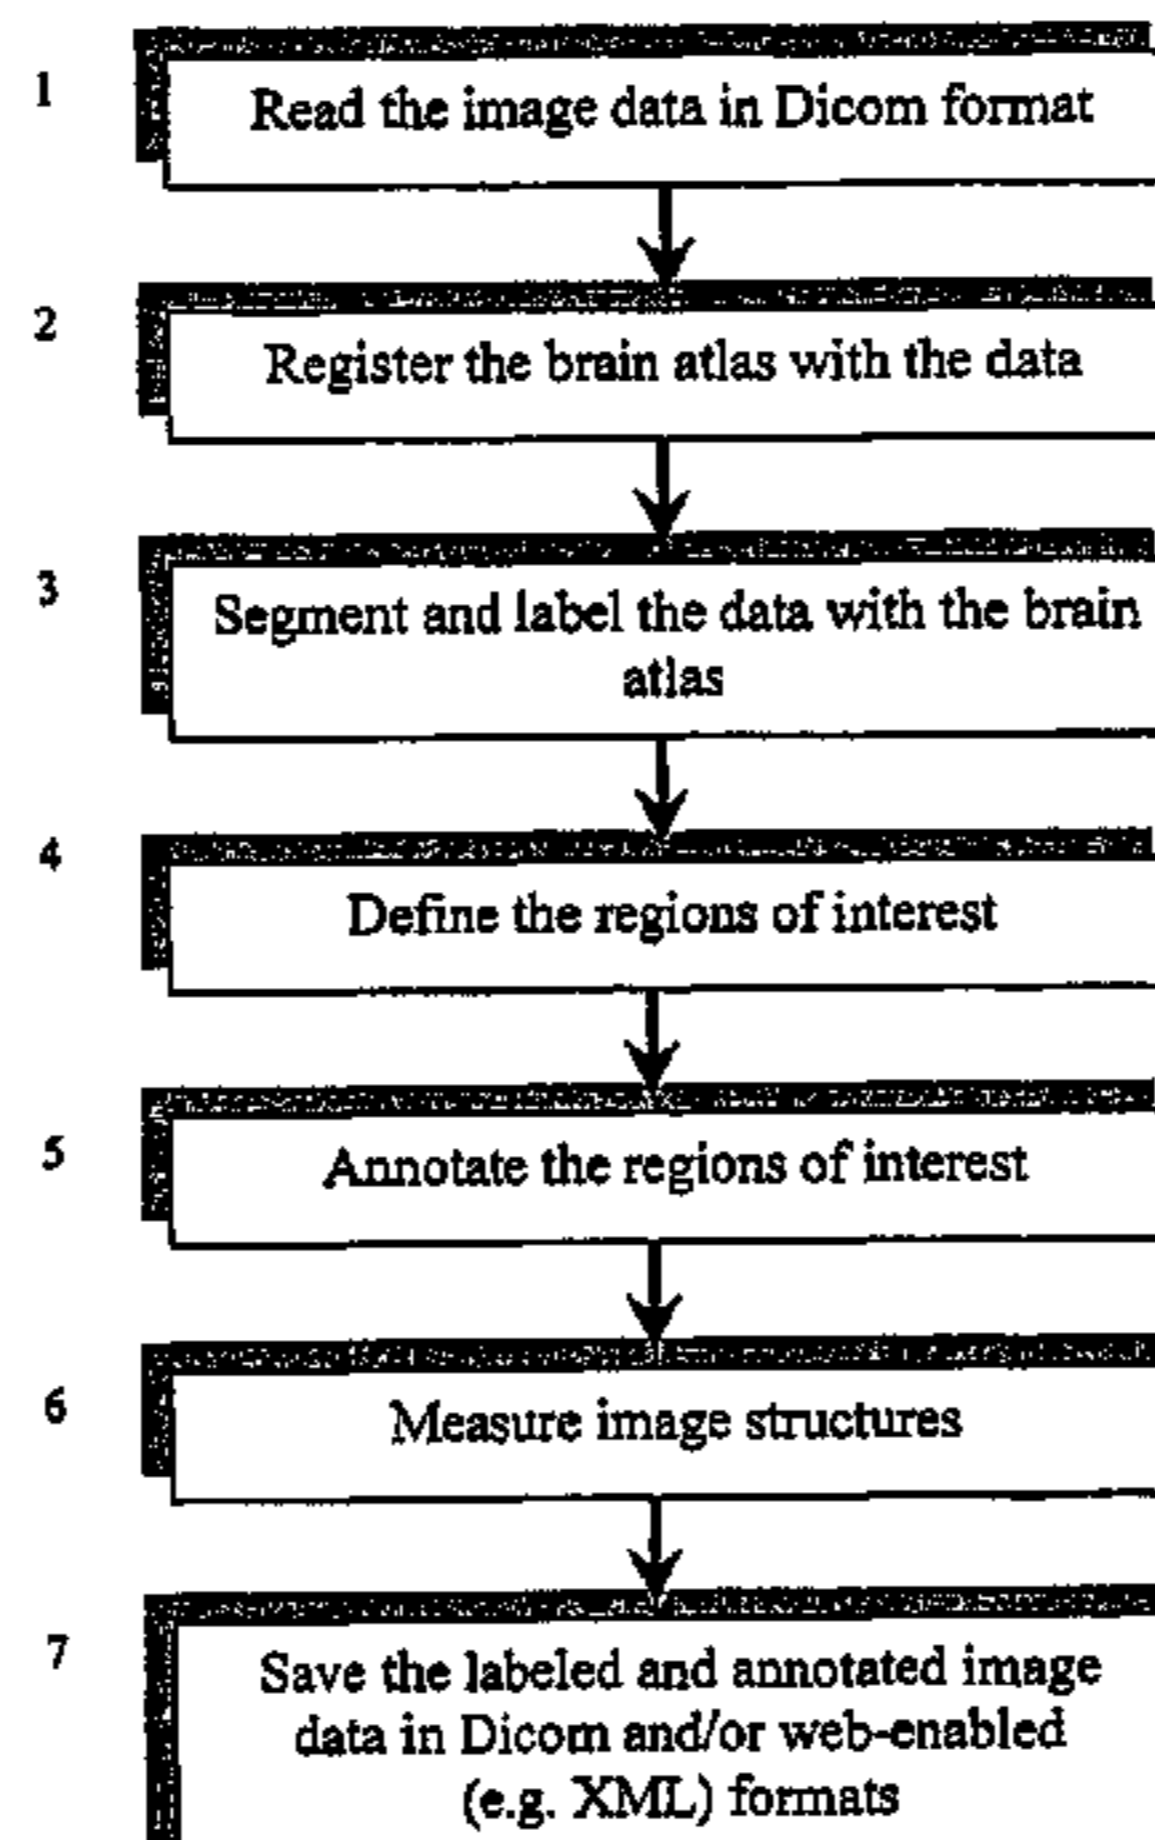 1
Read the image data in Dicom format
2
Register the brain atlas with the data
3
Segment and label the data with the brain
atlas
4
Define the regions of interest
5
Annotate the regions of interest
6
Measure image structures
7
Save the labeled and annotated image
data in Dicom and/or web-enabled
(e.g. XML) formats